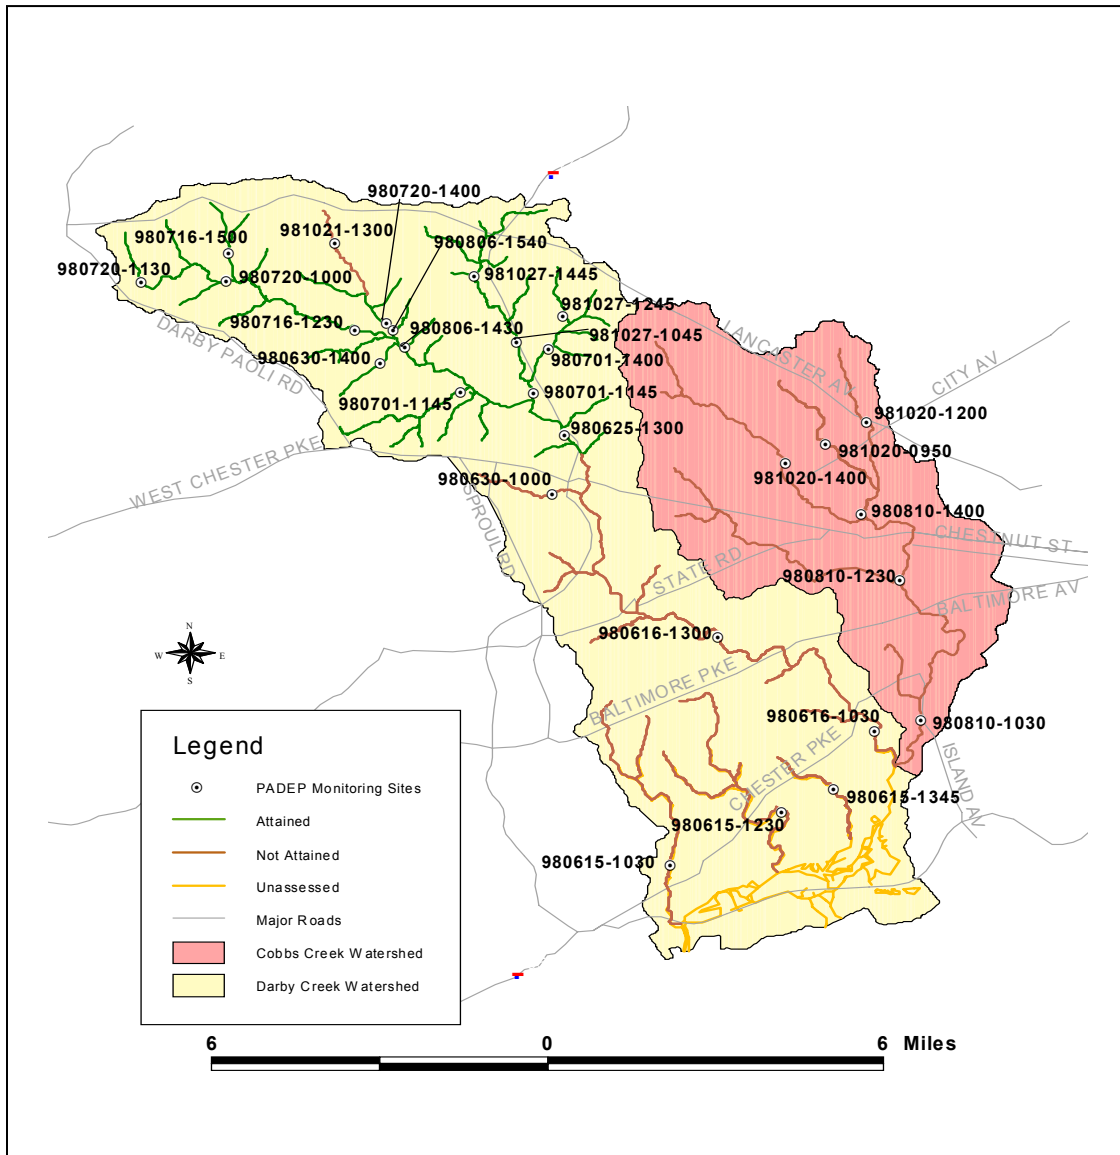 980720-1400
980716-1500
981021-1300
980806-1540
980720-1130
980720-1000
981027-1445
981027-1245
980716-1230
980806-1430
981027-1045
DARBY PAOLI RD
980630-1400
980701-1400
LANCASTER AV
CITY AV
980701-1145
980701-1145
981020-1200
980625-1300
981020-0950
WEST CHESTER PKE
980630-1000
981020-1400
SPROUL RD
980810-1400
CHESTNUT ST
STATE RD
980810-1230
BALTIMORE AV
980616-1300
N
W
E
S
BALTIMORE PKE
980616-1030
980810-1030
CHESTER PKE
ISLAND AV
980615-1345
980615-1230
980615-1030
Legend
PADEP Monitoring Sites
Attained
Not Attained
Unassessed
Major Roads
Cobbs Creek Watershed
Darby Creek Watershed
6 0 6 Miles